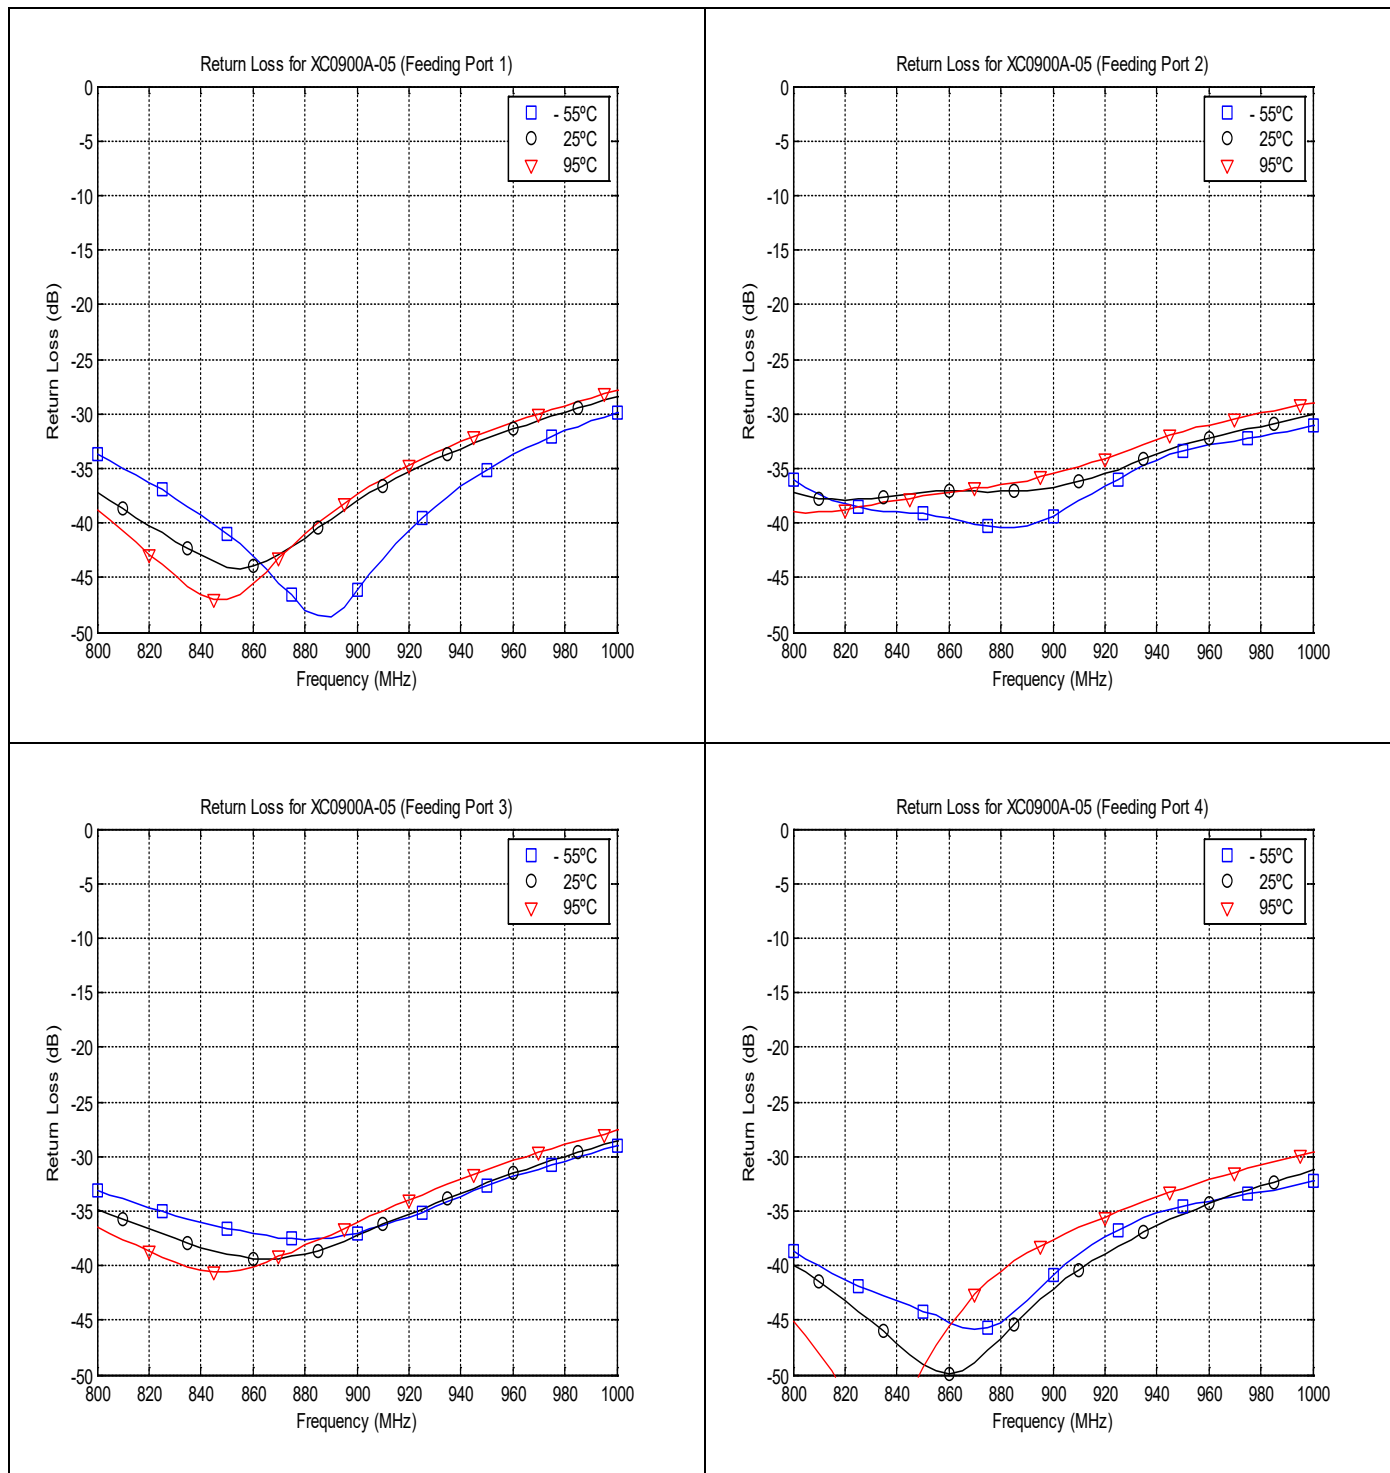 Return Loss for XC0900A-05 (Feeding Port 1)
0
-5
-10
-15
-20
-25
-30
-35
-40
-45
-50
Return Loss (dB)
- 55ºC
25ºC
95ºC
800 820 840 860 880 900 920 940 960 980 1000
Frequency (MHz)
Return Loss for XC0900A-05 (Feeding Port 2)
0
-5
-10
-15
-20
-25
-30
-35
-40
-45
-50
Return Loss (dB)
- 55ºC
25ºC
95ºC
800 820 840 860 880 900 920 940 960 980 1000
Frequency (MHz)
Return Loss for XC0900A-05 (Feeding Port 3)
0
-5
-10
-15
-20
-25
-30
-35
-40
-45
-50
Return Loss (dB)
- 55ºC
25ºC
95ºC
800 820 840 860 880 900 920 940 960 980 1000
Frequency (MHz)
Return Loss for XC0900A-05 (Feeding Port 4)
0
-5
-10
-15
-20
-25
-30
-35
-40
-45
-50
Return Loss (dB)
- 55ºC
25ºC
95ºC
800 820 840 860 880 900 920 940 960 980 1000
Frequency (MHz)